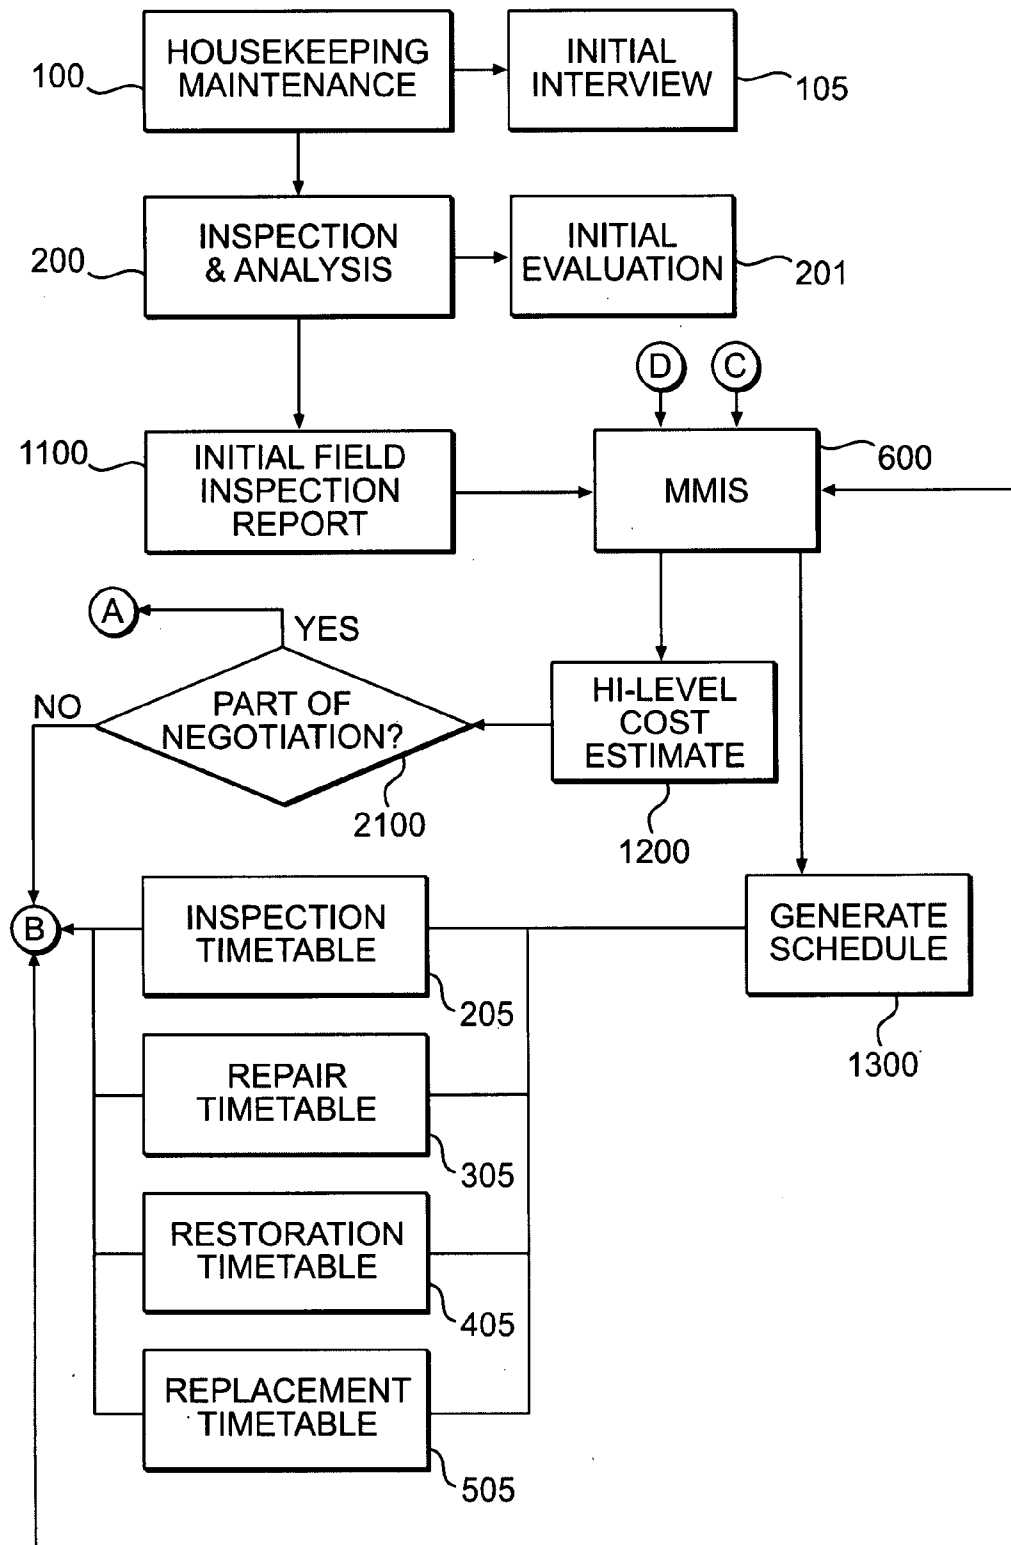 HOUSEKEEPING
MAINTENANCE
100
INITIAL
INTERVIEW
105
INSPECTION
& ANALYSIS
200
INITIAL
EVALUATION
201
D
C
1100
INITIAL FIELD
INSPECTION
REPORT
MMIS
600
A
YES
NO
PART OF
NEGOTIATION?
2100
HI-LEVEL
COST
ESTIMATE
1200
B
INSPECTION
TIMETABLE
205
GENERATE
SCHEDULE
1300
REPAIR
TIMETABLE
305
RESTORATION
TIMETABLE
405
REPLACEMENT
TIMETABLE
505